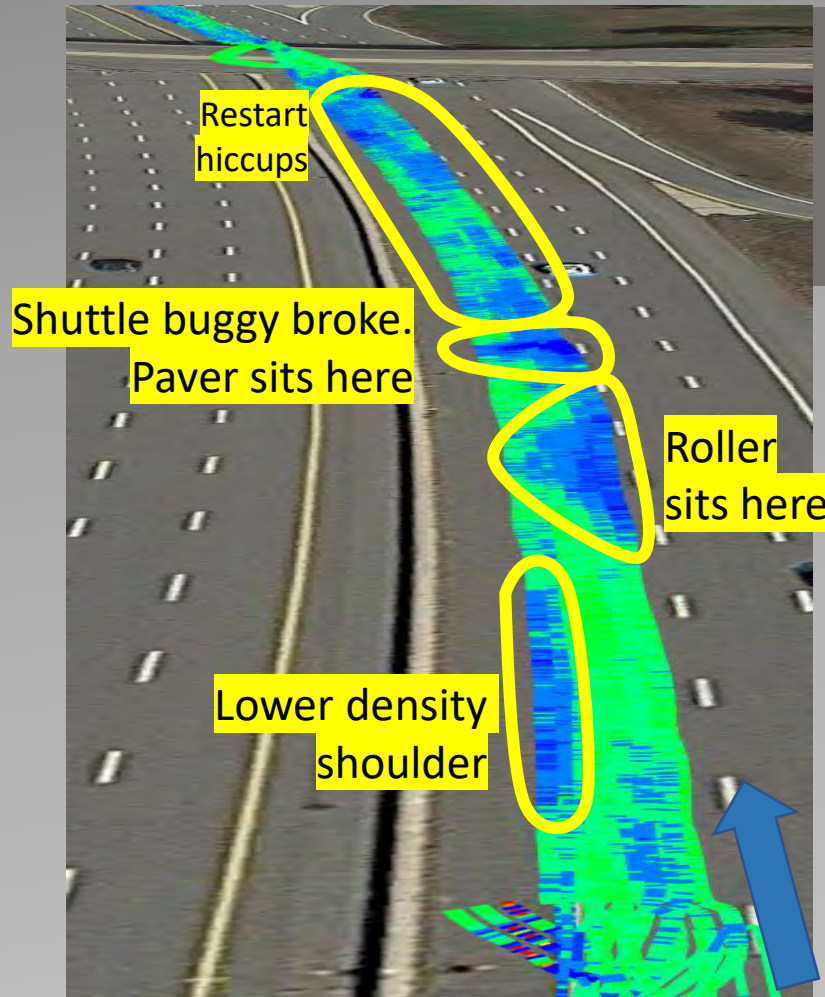 Restart
hiccups
Shuttle buggy broke.
Paver sits here
Roller
sits here
Lower density
shoulder